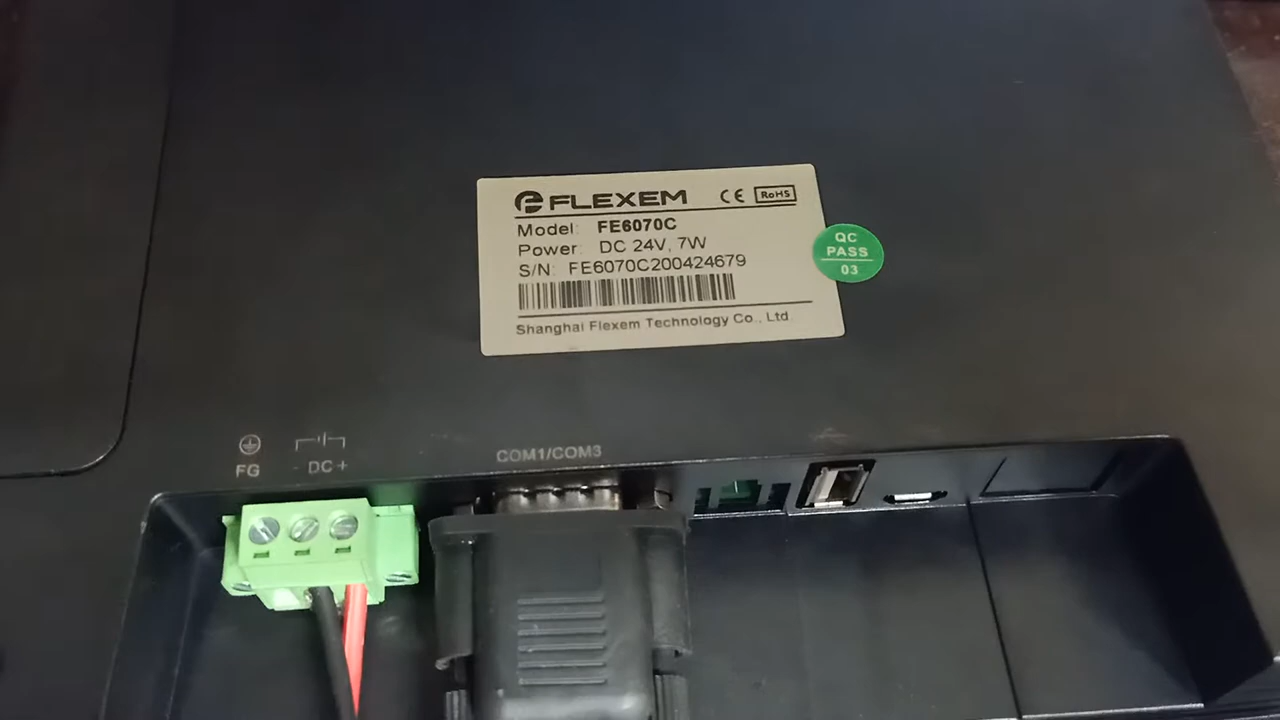 FLEXEM CE RoHS
Model: FE6070C
Power: DC 24V, 7W
S/N: FE6070C200424679
Shanghai Flexem Technology Co., Ltd
QC
PASS
03
FG
- DC +
COM1/COM3